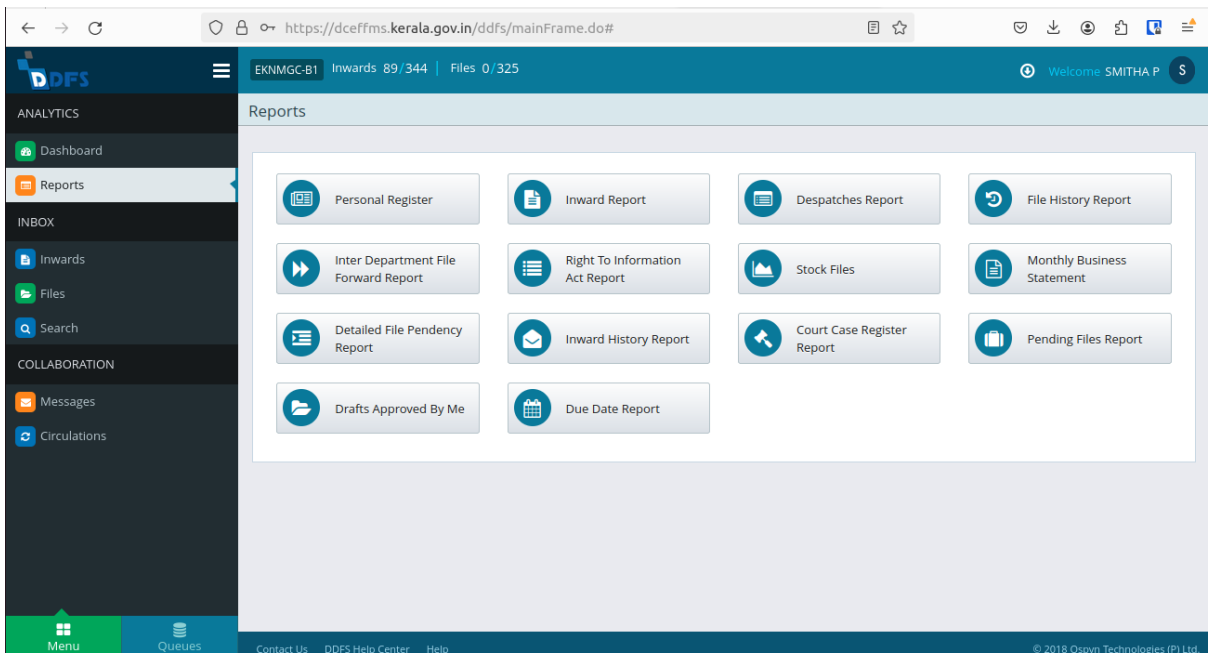 https://dceffms.kerala.gov.in/ddfs/mainFrame.do#
DDFS
EKNMGC-B1 Inwards 89/344 | Files 0/325
Welcome SMITHA P S
ANALYTICS
Dashboard
Reports
INBOX
Inwards
Files
Search
COLLABORATION
Messages
Circulations
Menu
Queues
Reports
Personal Register
Inward Report
Despatches Report
File History Report
Inter Department File
Forward Report
Right To Information
Act Report
Stock Files
Monthly Business
Statement
Detailed File Pendency
Report
Inward History Report
Court Case Register
Report
Pending Files Report
Drafts Approved By Me
Due Date Report
Contact Us DDFS Help Center Help
© 2018 Ospyn Technologies (P) Ltd.